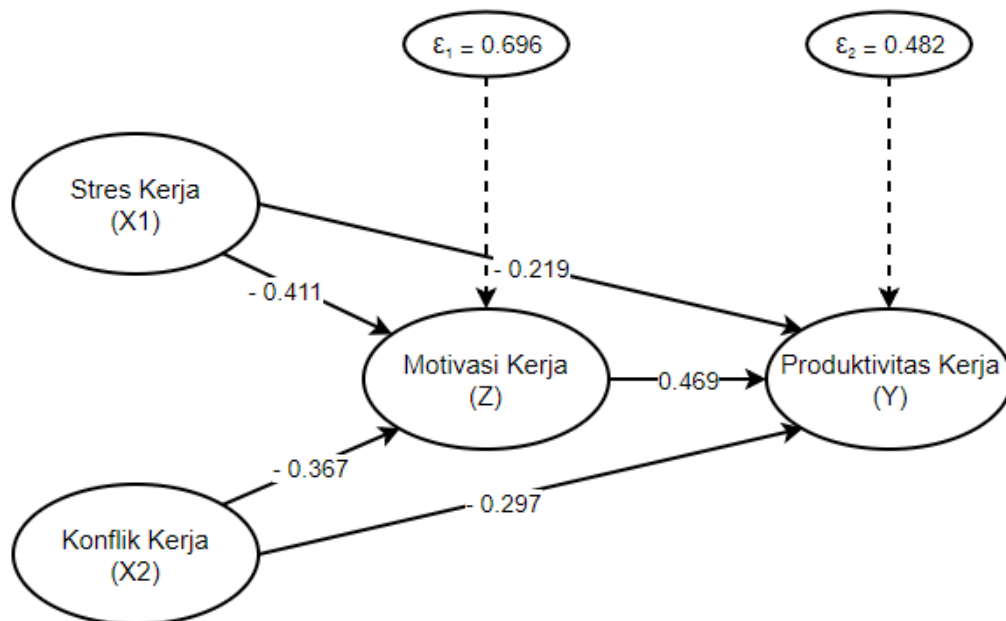 ε₁ = 0.696
ε₂ = 0.482
Stres Kerja
(X1)
- 0.219
- 0.411
Motivasi Kerja
(Z)
0.469
Produktivitas Kerja
(Y)
- 0.367
- 0.297
Konflik Kerja
(X2)